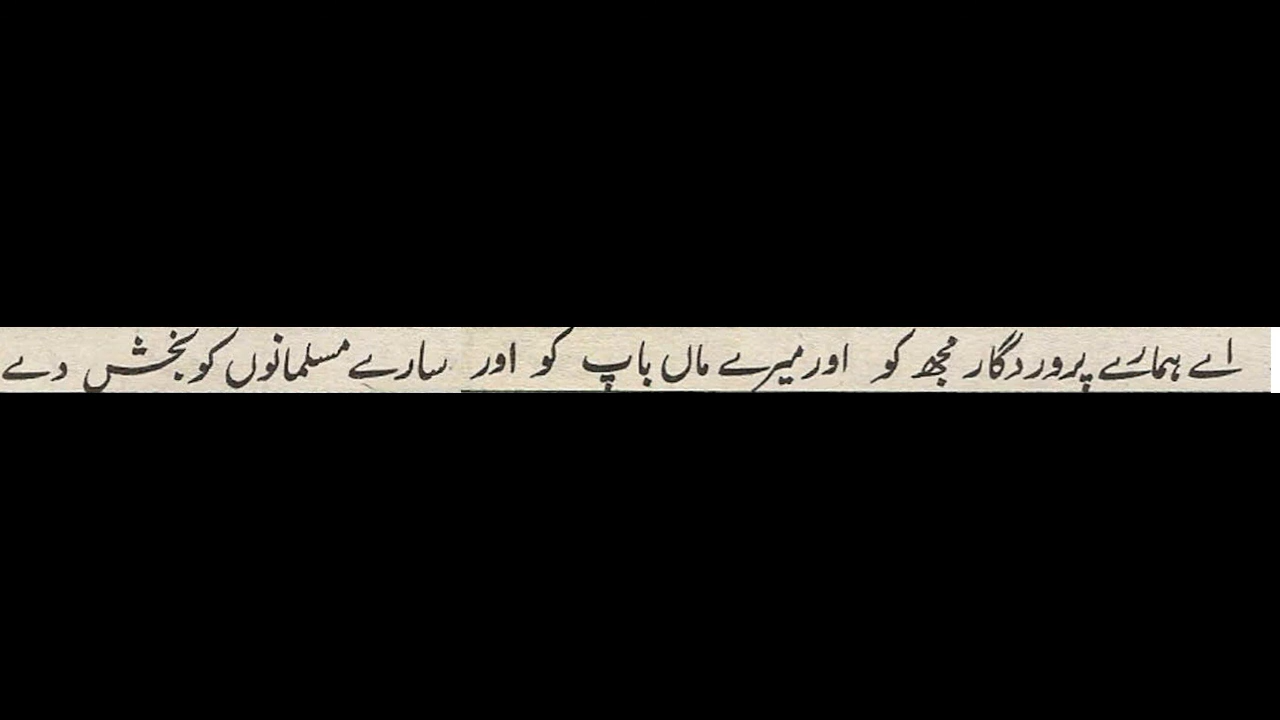 اے ہمارے پروردگار مجھ کو اور میرے ماں باپ کو اور سارے مسلمانوں کو بخش دے